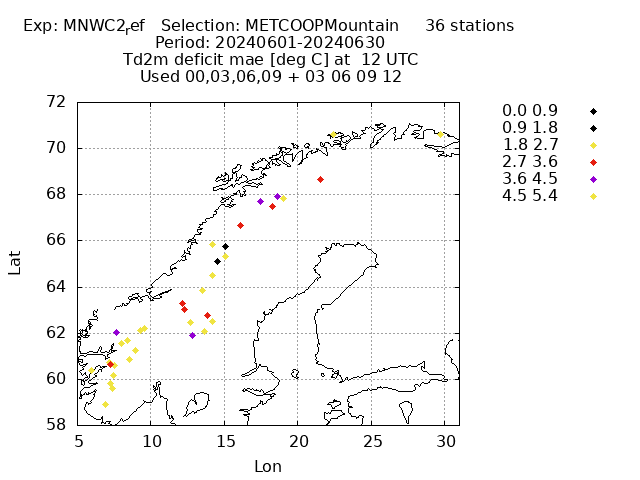 Exp: MNWC2ref   Selection: METCOOPMountain     36 stations
Period: 20240601-20240630
Td2m deficit mae [deg C] at  12 UTC
Used 00,03,06,09 + 03 06 09 12
0.0 0.9
0.9 1.8
1.8 2.7
2.7 3.6
3.6 4.5
4.5 5.4
72
70
68
66
64
62
60
58
Lat
5 10 15 20 25 30
Lon